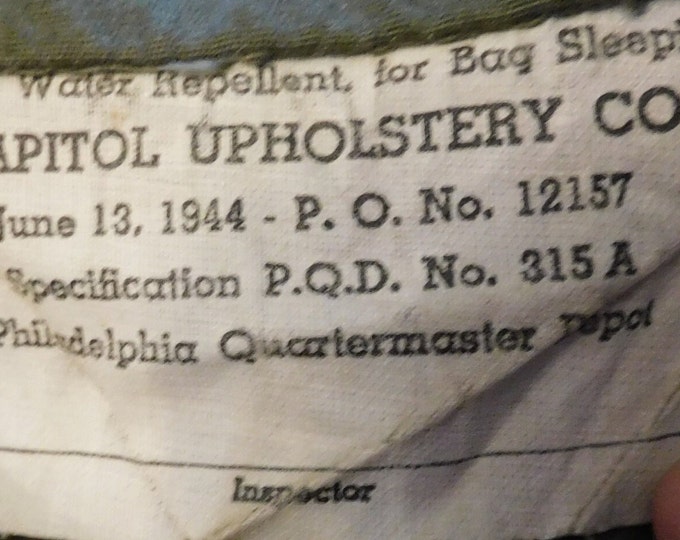 Water Repellent, for Bag Sleepi
APITOL UPHOLSTERY CO
June 13, 1944 - P. O. No. 12157
Specification P.Q.D. No. 315 A
Philadelphia Quartermaster Depot
Inspector